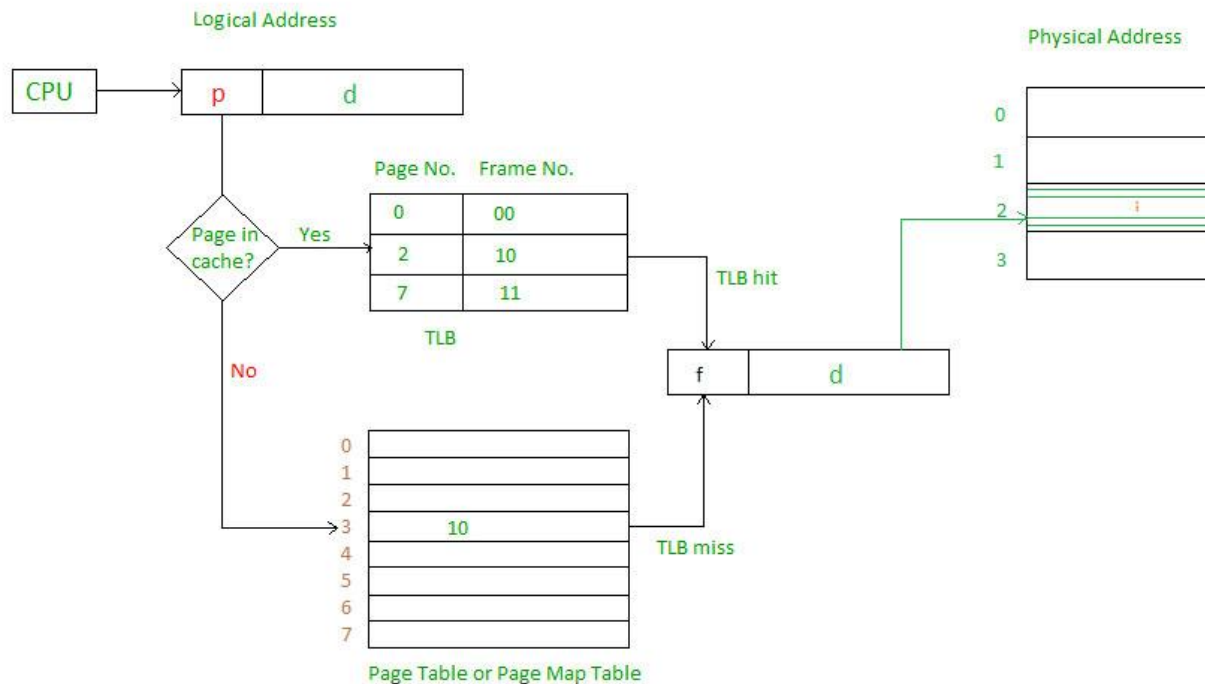 Logical Address
Physical Address
CPU
p d
0
1
2 i
3
Page No. Frame No.
0 00
2 10
7 11
TLB
Page in
cache?
Yes
No
TLB hit
f d
0
1
2
3 10
4
5
6
7
TLB miss
Page Table or Page Map Table